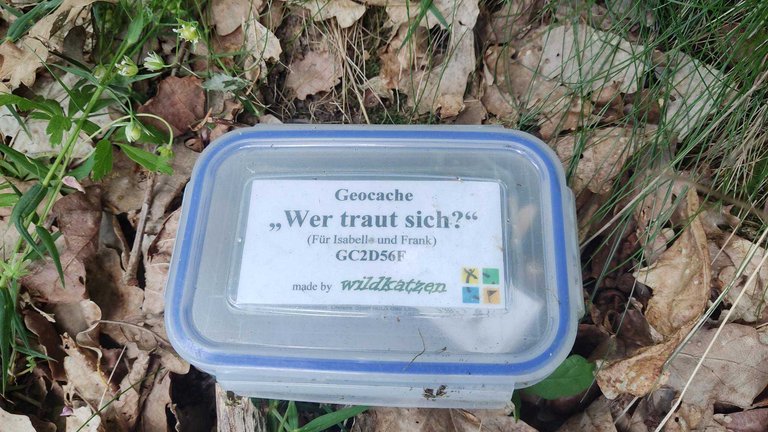 Geocache
„Wer traut sich?“
(Für Isabell und Frank)
GC2D56F
made by wildkatzen